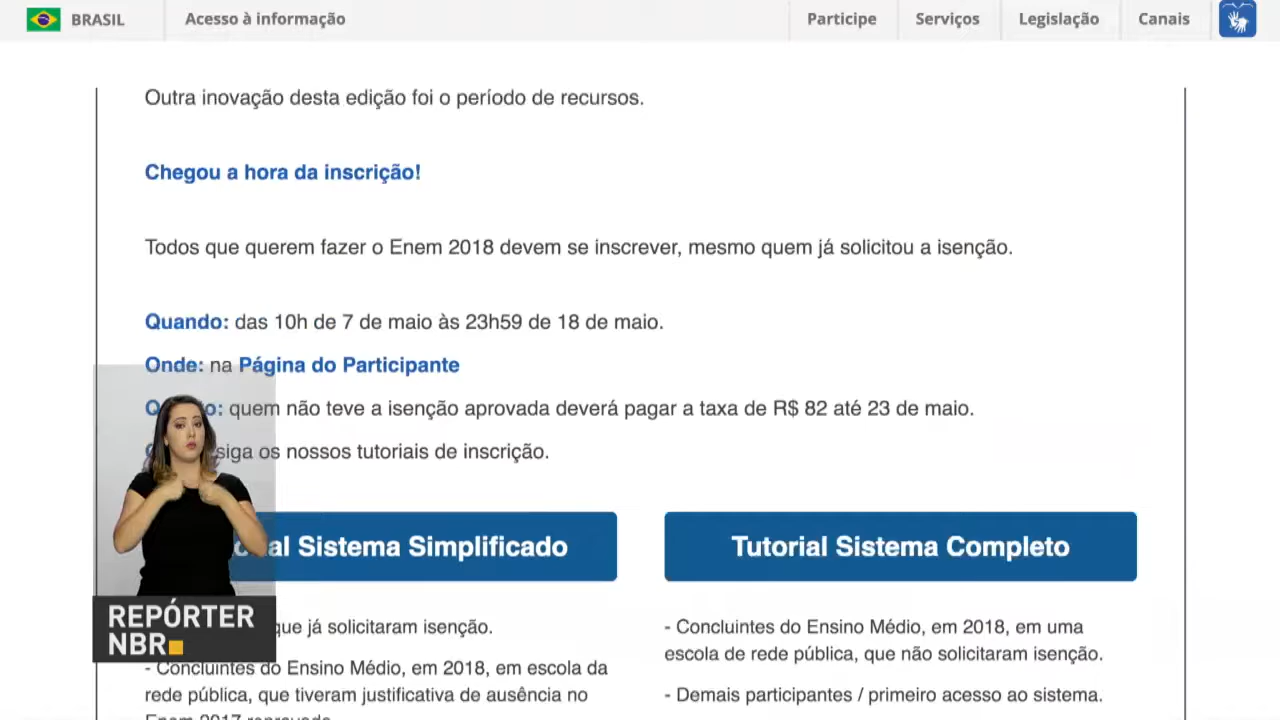 BRASIL
Acesso à informação
Participe
Serviços
Legislação
Canais
Outra inovação desta edição foi o período de recursos.
Chegou a hora da inscrição!
Todos que querem fazer o Enem 2018 devem se inscrever, mesmo quem já solicitou a isenção.
Quando: das 10h de 7 de maio às 23h59 de 18 de maio.
Onde: na Página do Participante
quem não teve a isenção aprovada deverá pagar a taxa de R$ 82 até 23 de maio.
siga os nossos tutoriais de inscrição.
Sistema Simplificado
Tutorial Sistema Completo
que já solicitaram isenção.
- Concluintes do Ensino Médio, em 2018, em escola da
rede pública, que tiveram justificativa de ausência no
- Concluintes do Ensino Médio, em 2018, em uma
escola de rede pública, que não solicitaram isenção.
- Demais participantes / primeiro acesso ao sistema.
REPÓRTER
NBR